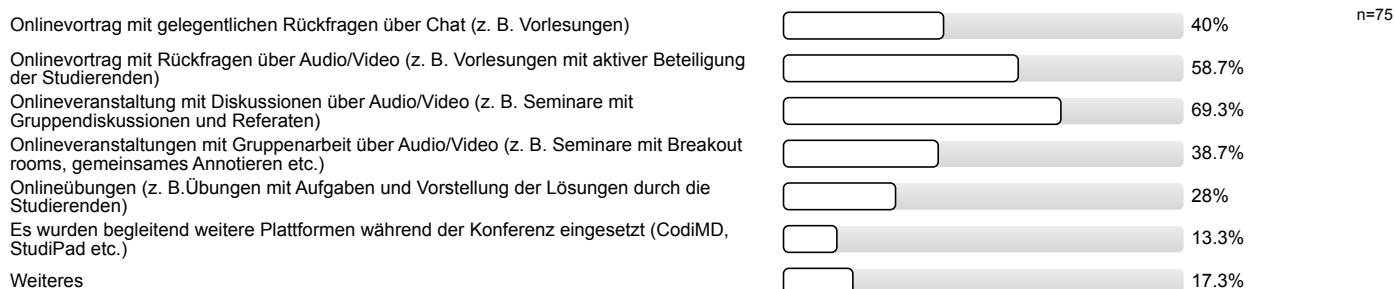 Onlinevortrag mit gelegentlichen Rückfragen über Chat (z. B. Vorlesungen) 40% n=75
Onlinevortrag mit Rückfragen über Audio/Video (z. B. Vorlesungen mit aktiver Beteiligung
der Studierenden) 58.7%
Onlineveranstaltung mit Diskussionen über Audio/Video (z. B. Seminare mit
Gruppendiskussionen und Referaten) 69.3%
Onlineveranstaltungen mit Gruppenarbeit über Audio/Video (z. B. Seminare mit Breakout
rooms, gemeinsames Annotieren etc.) 38.7%
Onlineübungen (z. B.Übungen mit Aufgaben und Vorstellung der Lösungen durch die
Studierenden) 28%
Es wurden begleitend weitere Plattformen während der Konferenz eingesetzt (CodiMD,
StudiPad etc.) 13.3%
Weiteres 17.3%